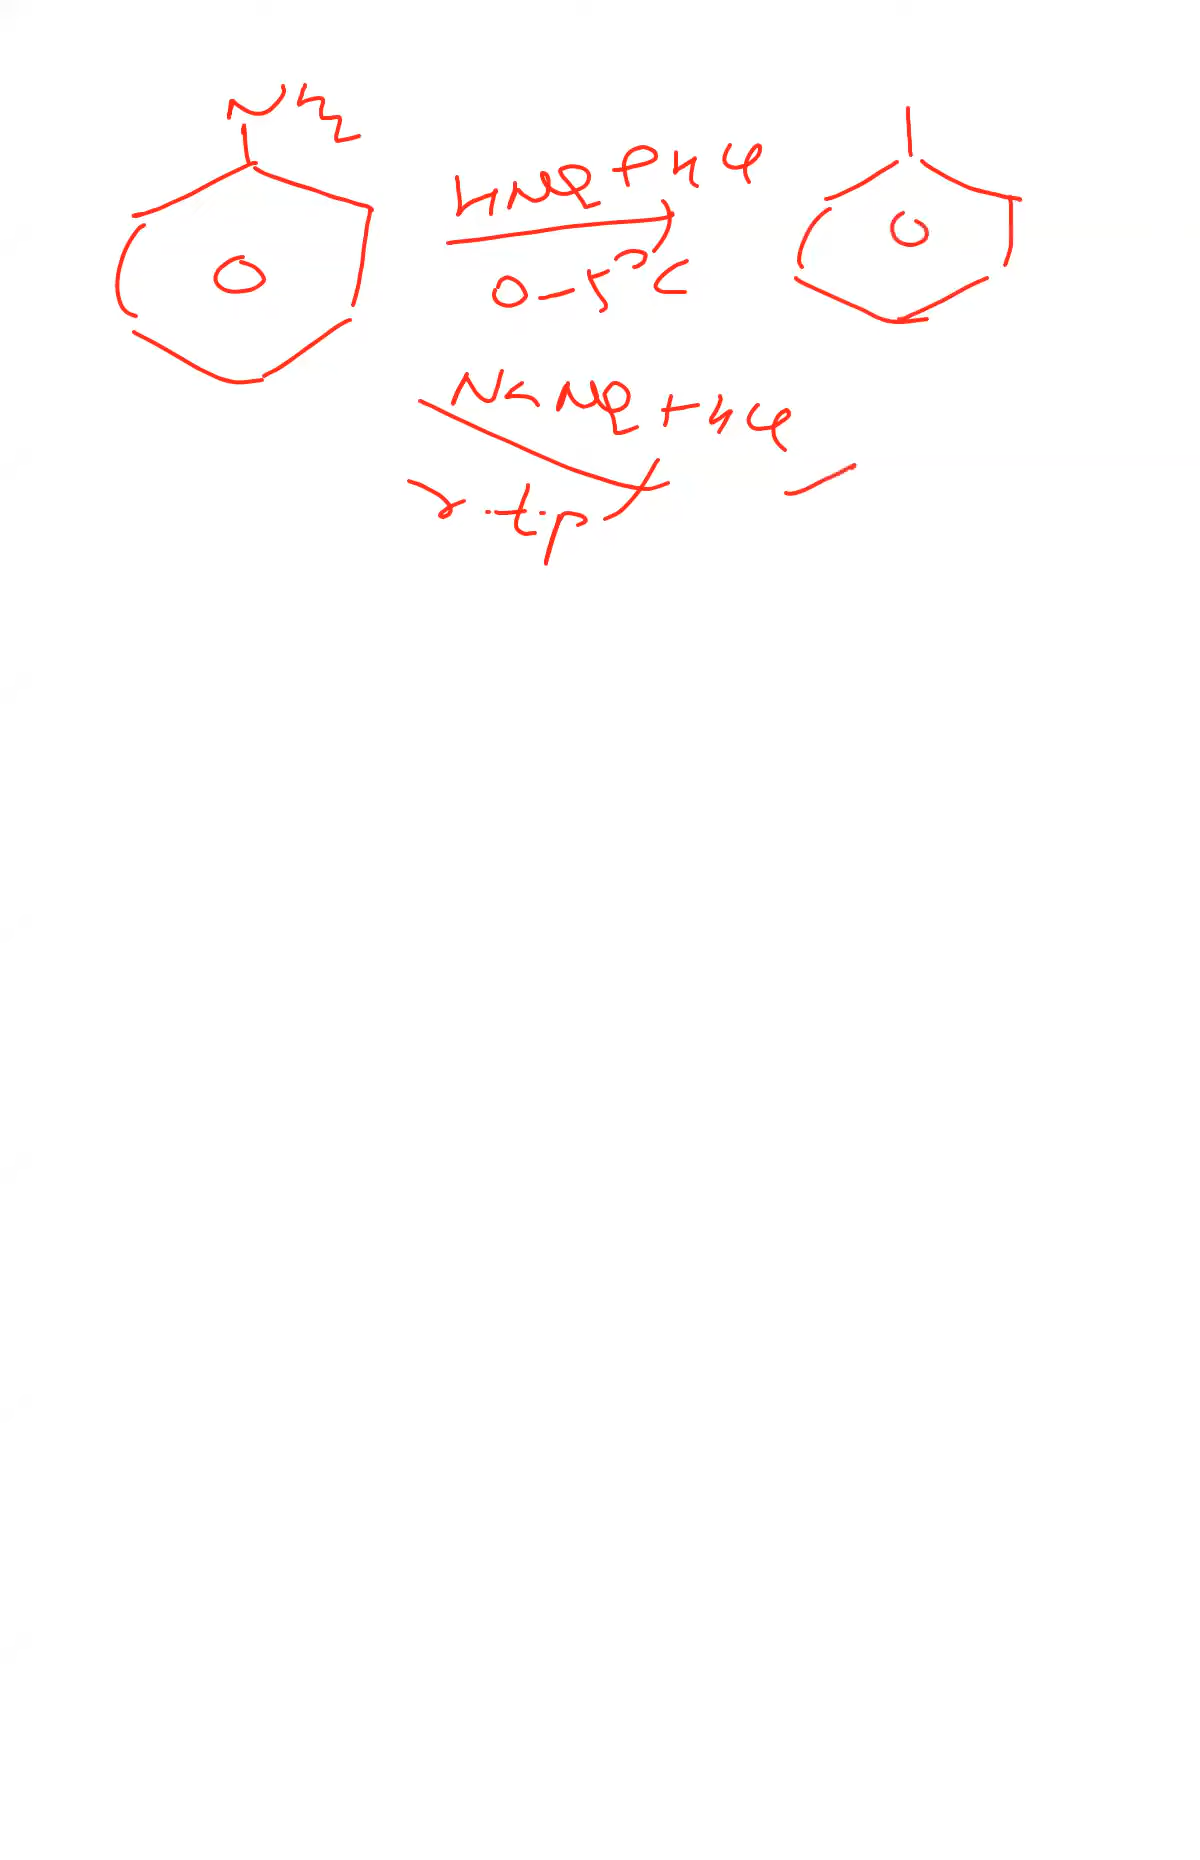 NH2
HNO2 + HCl
0-5°C
NaNO2 + HCl
r.t.p